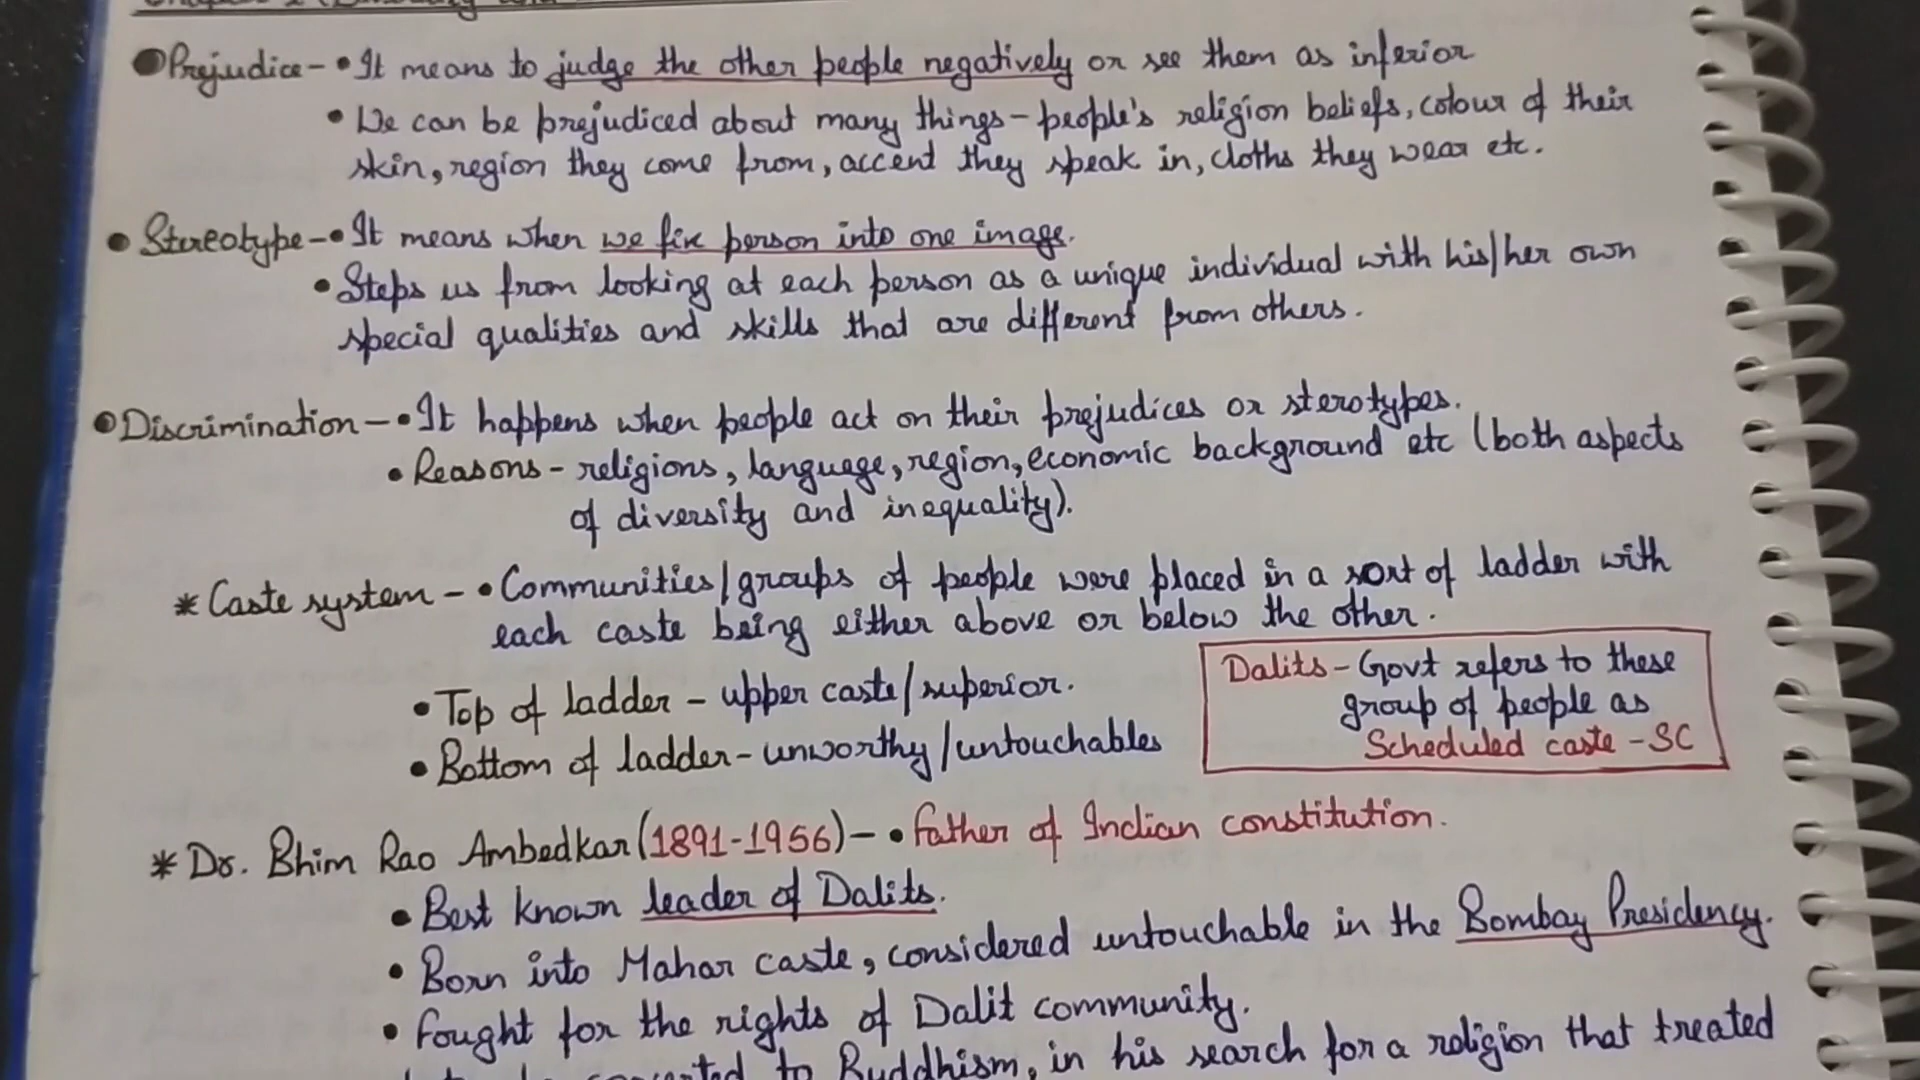 ● Prejudice - • It means to judge the other people negatively or see them as inferior
• We can be prejudiced about many things - people's religion beliefs, colour of their
skin, region they come from, accent they speak in, cloths they wear etc.
● Stereotype - • It means when we fix person into one image.
• Stops us from looking at each person as a unique individual with his/her own
special qualities and skills that are different from others.
● Discrimination - • It happens when people act on their prejudices or sterotypes.
• Reasons - religions, language, region, economic background etc (both aspects
of diversity and inequality).
* Caste system - • Communities/groups of people were placed in a sort of ladder with
each caste being either above or below the other.
• Top of ladder - upper caste/superior.
• Bottom of ladder - unworthy/untouchables
Dalits - Govt refers to these
group of people as
Scheduled caste - SC
* Dr. Bhim Rao Ambedkar (1891-1956) - • Father of Indian constitution.
• Best known leader of Dalits.
• Born into Mahar caste, considered untouchable in the Bombay Presidency.
• Fought for the rights of Dalit community.
to Buddhism, in his search for a religion that treated